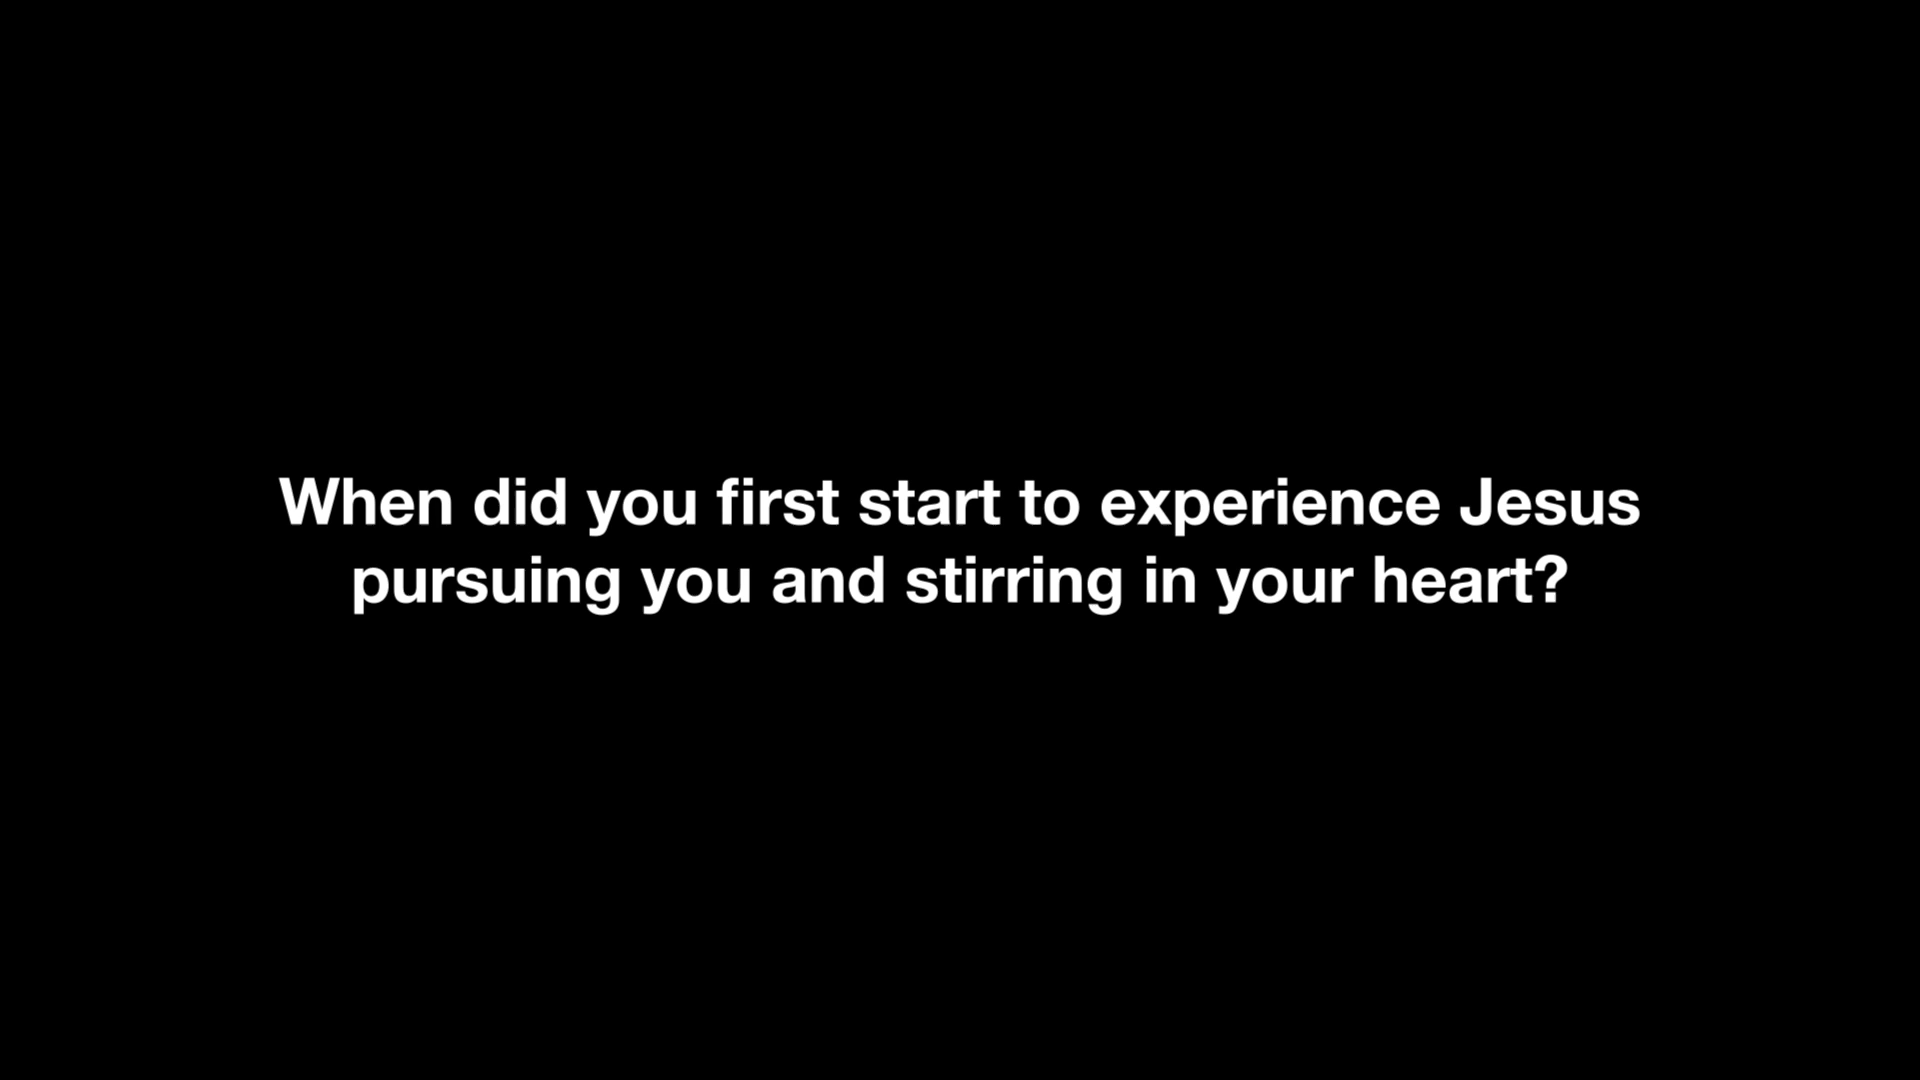 When did you first start to experience Jesus
pursuing you and stirring in your heart?